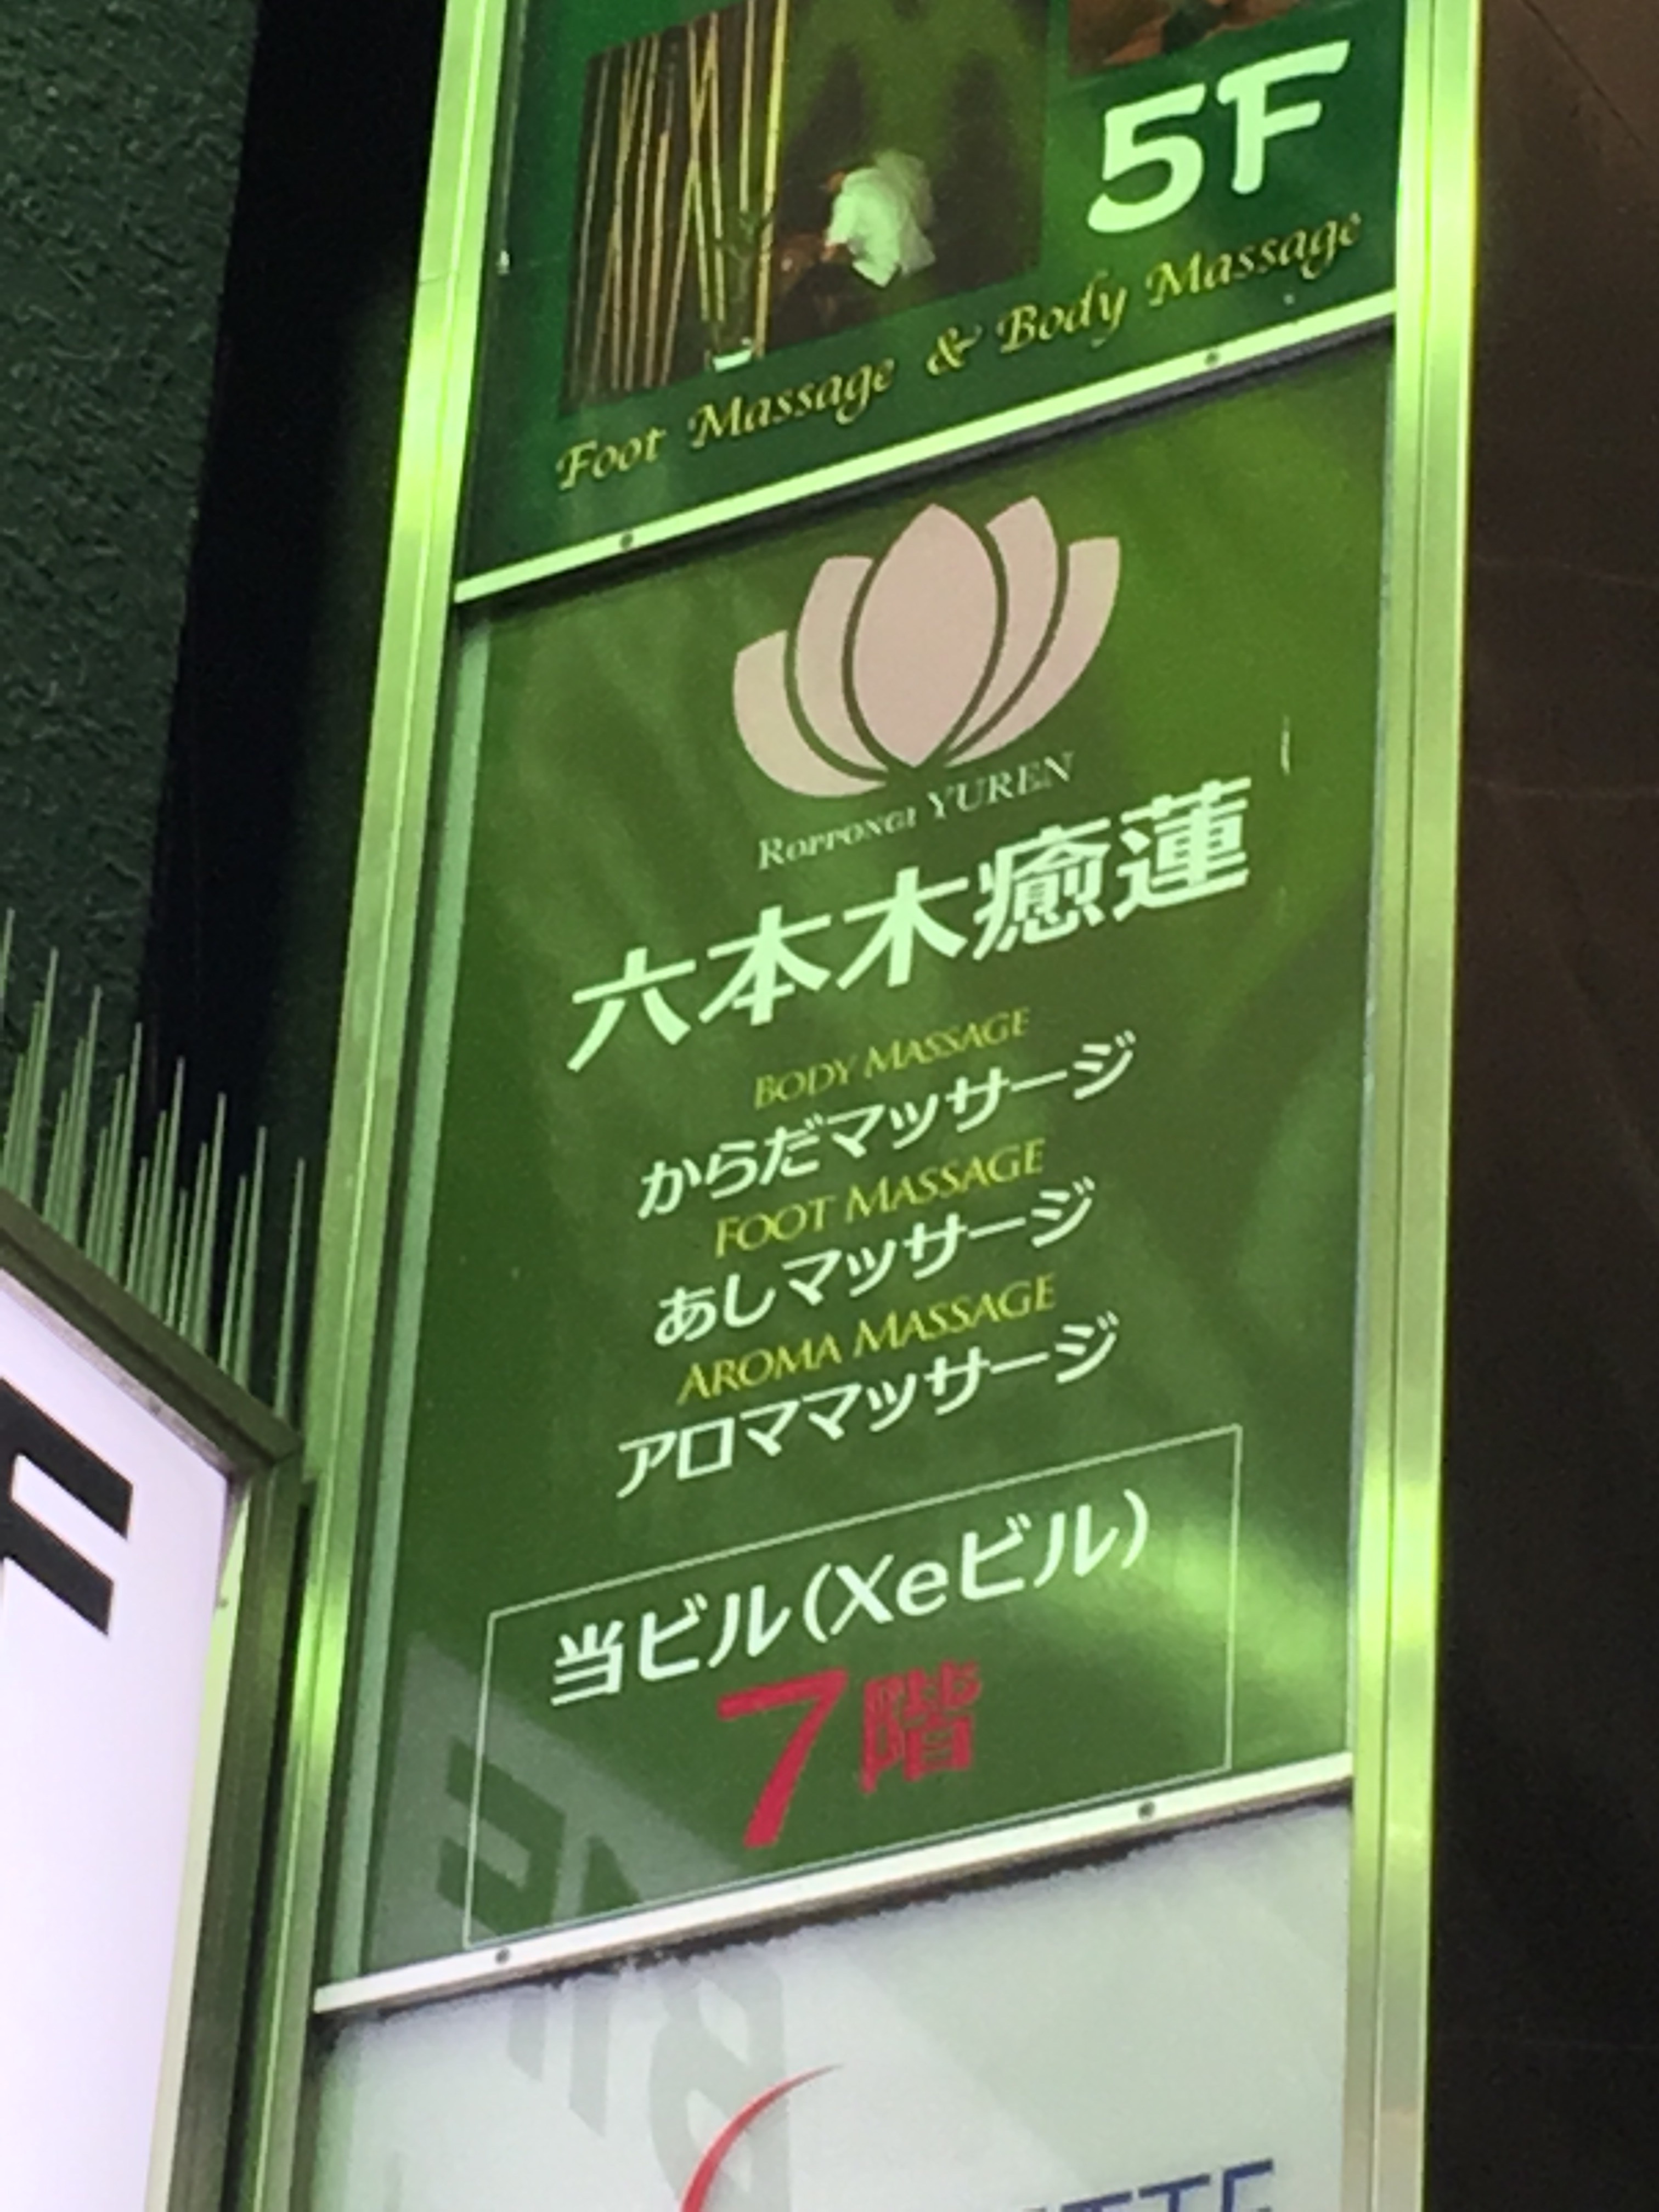 5F
Foot Massage & Body Massage
Roppongi YUREN
六本木癒蓮
BODY MASSAGE
からだマッサージ
FOOT MASSAGE
あしマッサージ
AROMA MASSAGE
アロママッサージ
当ビル(Xeビル)
7階
F